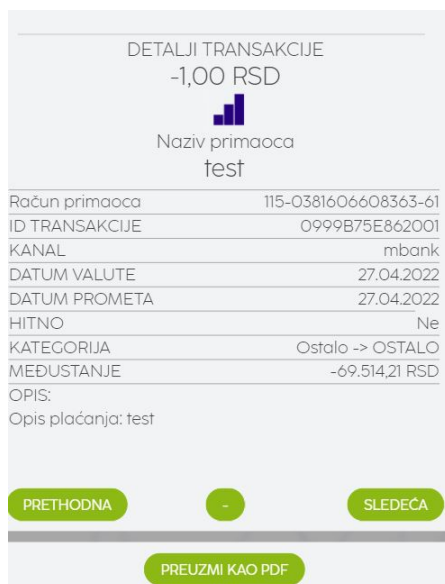 DETALJI TRANSAKCIJE
-1,00 RSD
Naziv primaoca
test
Račun primaoca 115-0381606608363-61
ID TRANSAKCIJE 0999B75E862001
KANAL mbank
DATUM VALUTE 27.04.2022
DATUM PROMETA 27.04.2022
HITNO Ne
KATEGORIJA Ostalo -> OSTALO
MEĐUSTANJE -69.514,21 RSD
OPIS:
Opis plaćanja: test
PRETHODNA - SLEDEĆA
PREUZMI KAO PDF